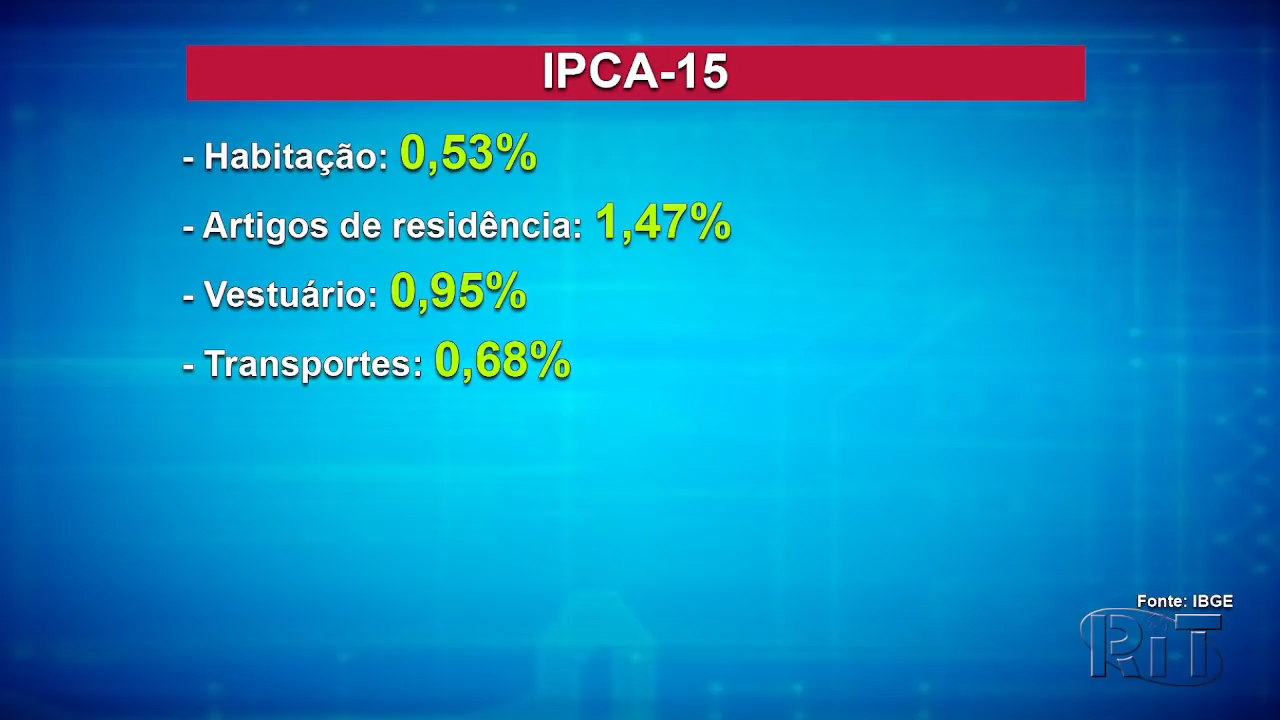 IPCA-15
- Habitação: 0,53%
- Artigos de residência: 1,47%
- Vestuário: 0,95%
- Transportes: 0,68%
Fonte: IBGE
RiT